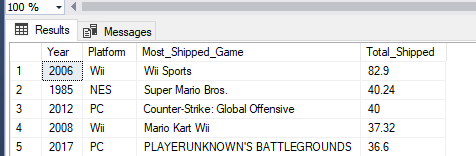 100 %
Results Messages
Year Platform Most_Shipped_Game Total_Shipped
1 2006 Wii Wii Sports 82.9
2 1985 NES Super Mario Bros. 40.24
3 2012 PC Counter-Strike: Global Offensive 40
4 2008 Wii Mario Kart Wii 37.32
5 2017 PC PLAYERUNKNOWN'S BATTLEGROUNDS 36.6